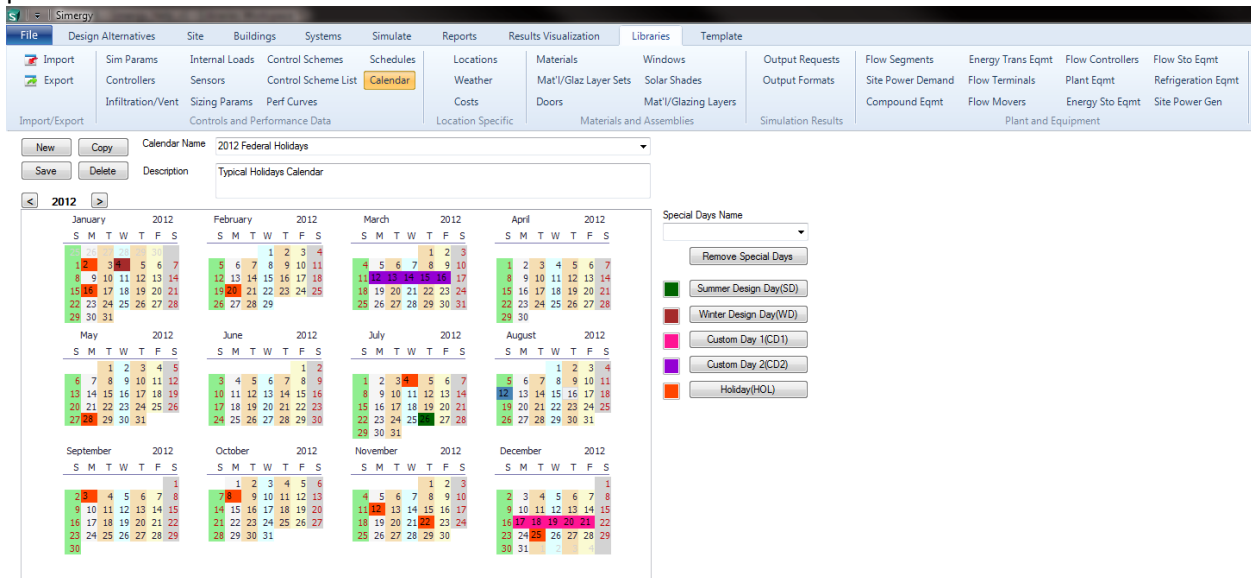 Simergy
File Design Alternatives Site Buildings Systems Simulate Reports Results Visualization Libraries Template
Import Sim Params Internal Loads Control Schemes Schedules Locations Materials Windows Output Requests Flow Segments Energy Trans Eqmt Flow Controllers Flow Sto Eqmt
Export Controllers Sensors Control Scheme List Calendar Weather Mat'l/Glaz Layer Sets Solar Shades Output Formats Site Power Demand Flow Terminals Plant Eqmt Refrigeration Eqmt
Infiltration/Vent Sizing Params Perf Curves Costs Doors Mat'l/Glazing Layers Compound Eqmt Flow Movers Energy Sto Eqmt Site Power Gen
Import/Export Controls and Performance Data Location Specific Materials and Assemblies Simulation Results Plant and Equipment
New Copy Calendar Name 2012 Federal Holidays
Save Delete Description Typical Holidays Calendar
< 2012 >
January 2012 February 2012 March 2012 April 2012
S M T W T F S S M T W T F S S M T W T F S S M T W T F S
26 27 28 29 30 1 2 3 4 1 2 3
1 2 3 4 5 6 7 5 6 7 8 9 10 11 4 5 6 7 8 9 10 1 2 3 4 5 6 7
8 9 10 11 12 13 14 12 13 14 15 16 17 18 11 12 13 14 15 16 17 8 9 10 11 12 13 14
15 16 17 18 19 20 21 19 20 21 22 23 24 25 18 19 20 21 22 23 24 15 16 17 18 19 20 21
22 23 24 25 26 27 28 26 27 28 29 25 26 27 28 29 30 31 22 23 24 25 26 27 28
29 30 31 29 30
May 2012 June 2012 July 2012 August 2012
S M T W T F S S M T W T F S S M T W T F S S M T W T F S
1 2 3 4 5 1 2 1 2 3 4
6 7 8 9 10 11 12 3 4 5 6 7 8 9 1 2 3 4 5 6 7 5 6 7 8 9 10 11
13 14 15 16 17 18 19 10 11 12 13 14 15 16 8 9 10 11 12 13 14 12 13 14 15 16 17 18
20 21 22 23 24 25 26 17 18 19 20 21 22 23 15 16 17 18 19 20 21 19 20 21 22 23 24 25
27 28 29 30 31 24 25 26 27 28 29 30 22 23 24 25 26 27 28 26 27 28 29 30 31
29 30 31
September 2012 October 2012 November 2012 December 2012
S M T W T F S S M T W T F S S M T W T F S S M T W T F S
1 1 2 3 4 5 6 1 2 3 1
2 3 4 5 6 7 8 7 8 9 10 11 12 13 4 5 6 7 8 9 10 2 3 4 5 6 7 8
9 10 11 12 13 14 15 14 15 16 17 18 19 20 11 12 13 14 15 16 17 9 10 11 12 13 14 15
16 17 18 19 20 21 22 21 22 23 24 25 26 27 18 19 20 21 22 23 24 16 17 18 19 20 21 22
23 24 25 26 27 28 29 28 29 30 31 25 26 27 28 29 30 23 24 25 26 27 28 29
30 30 31 1 2 3 4
Special Days Name
Remove Special Days
Summer Design Day(SD)
Winter Design Day(WD)
Custom Day 1(CD1)
Custom Day 2(CD2)
Holiday(HOL)